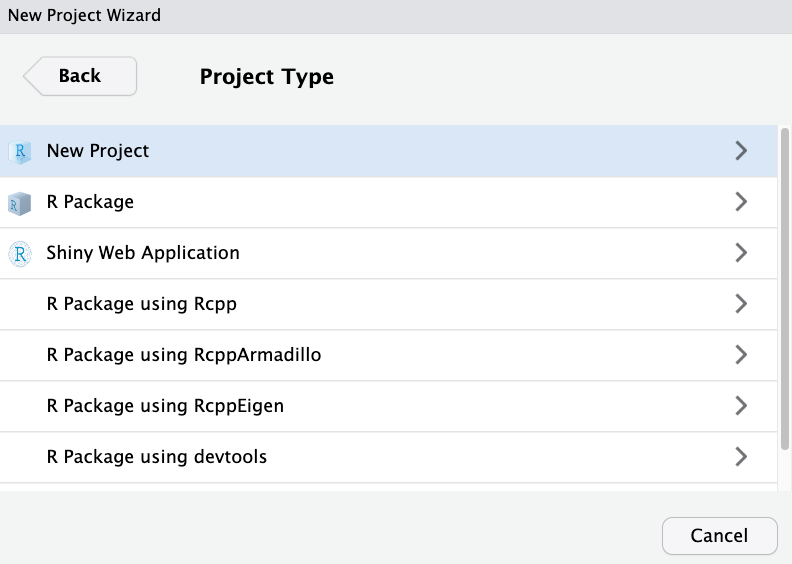 New Project Wizard
Back
Project Type
R New Project
R R Package
R Shiny Web Application
R Package using Rcpp
R Package using RcppArmadillo
R Package using RcppEigen
R Package using devtools
Cancel